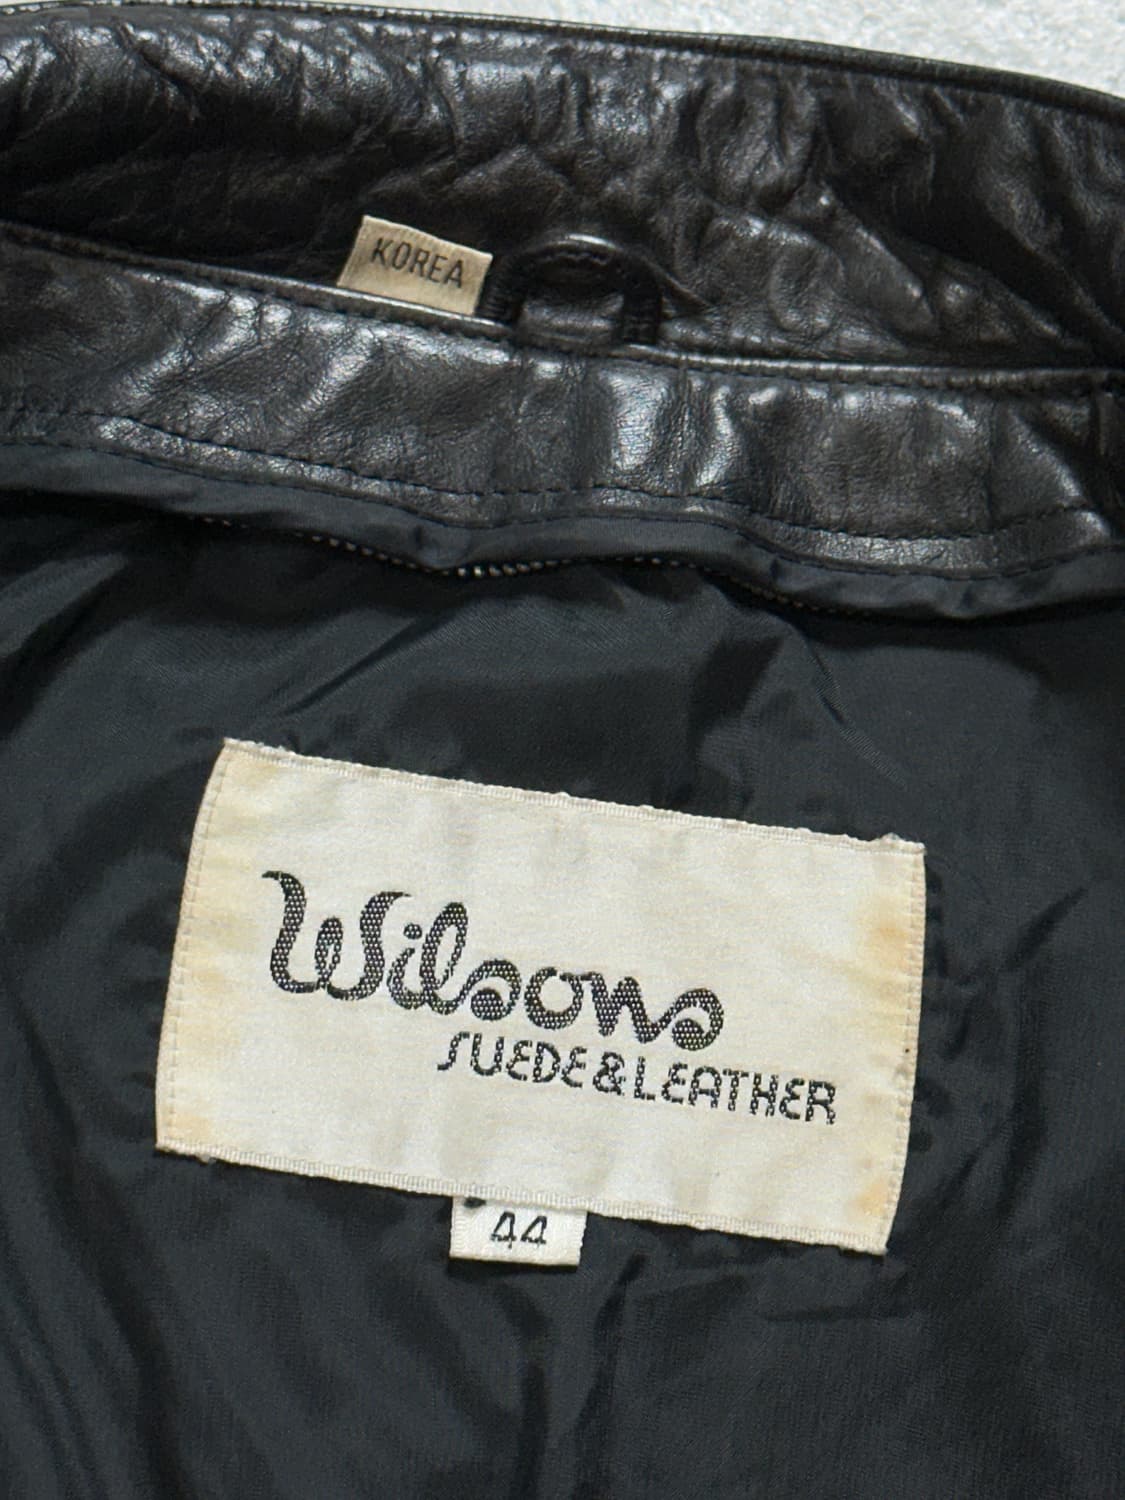 KOREA
Wilsons
SUEDE & LEATHER
44